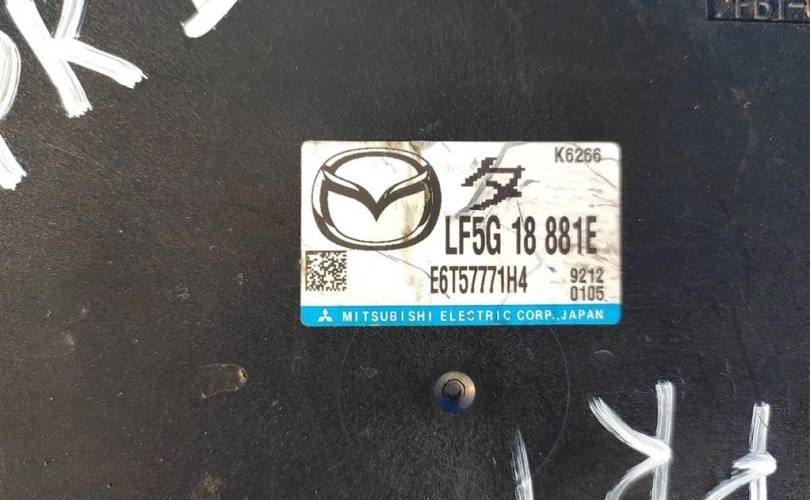 K6266
LF5G 18 881E
E6T57771H4
9212
0105
MITSUBISHI ELECTRIC CORP.,JAPAN